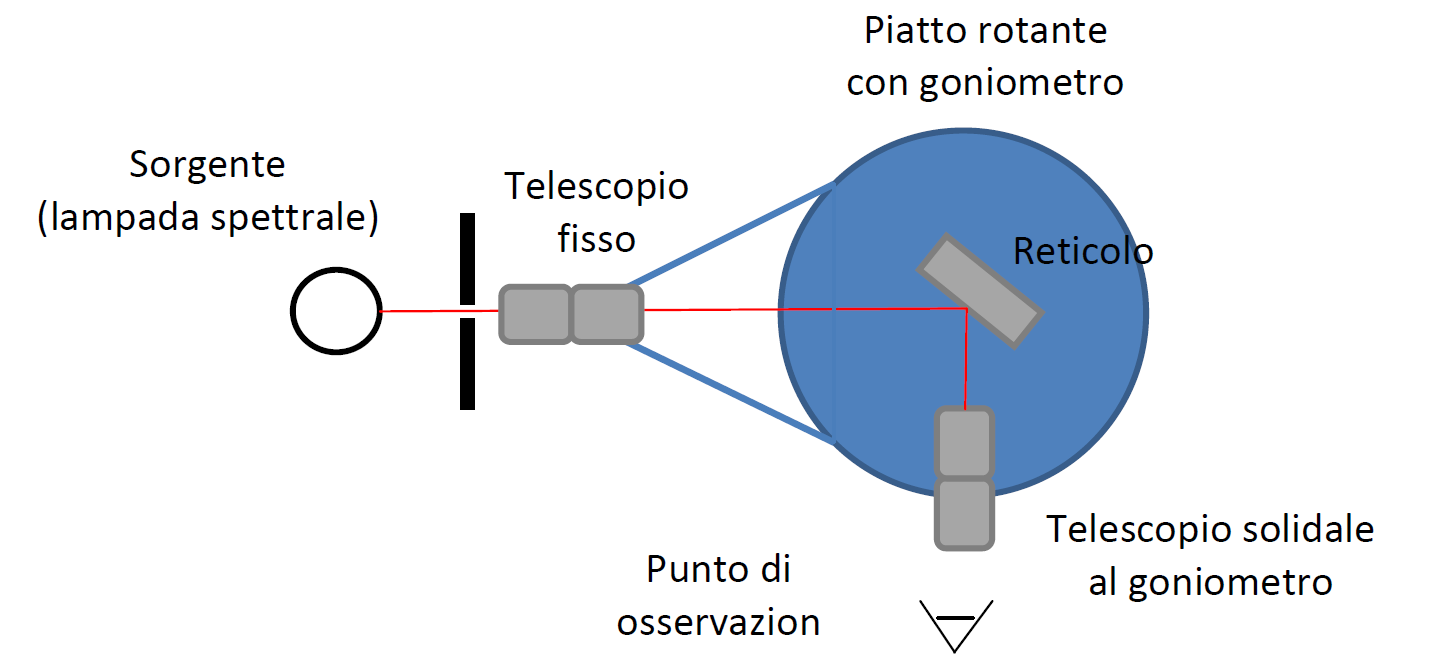 Piatto rotante
con goniometro
Sorgente
(lampada spettrale)
Telescopio
fisso
Reticolo
Telescopio solidale
al goniometro
Punto di
osservazion